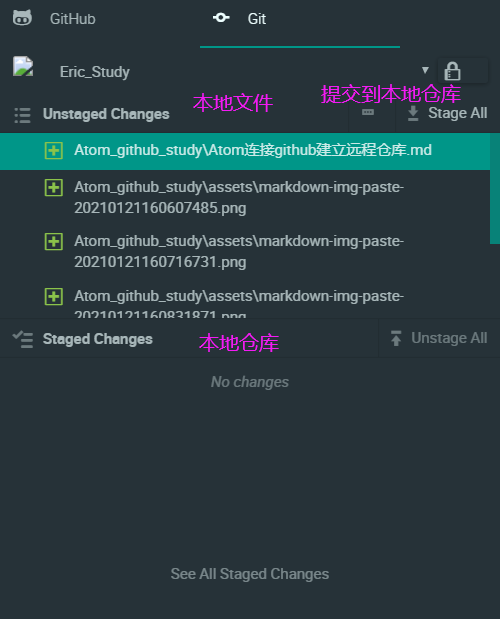 GitHub
Git
Eric_Study
本地文件
提交到本地仓库
Unstaged Changes
Stage All
Atom_github_study\Atom连接github建立远程仓库.md
Atom_github_study\assets\markdown-img-paste-
20210121160607485.png
Atom_github_study\assets\markdown-img-paste-
20210121160716731.png
Atom_github_study\assets\markdown-img-paste-
20210121160831871.png
Staged Changes
本地仓库
Unstage All
No changes
See All Staged Changes